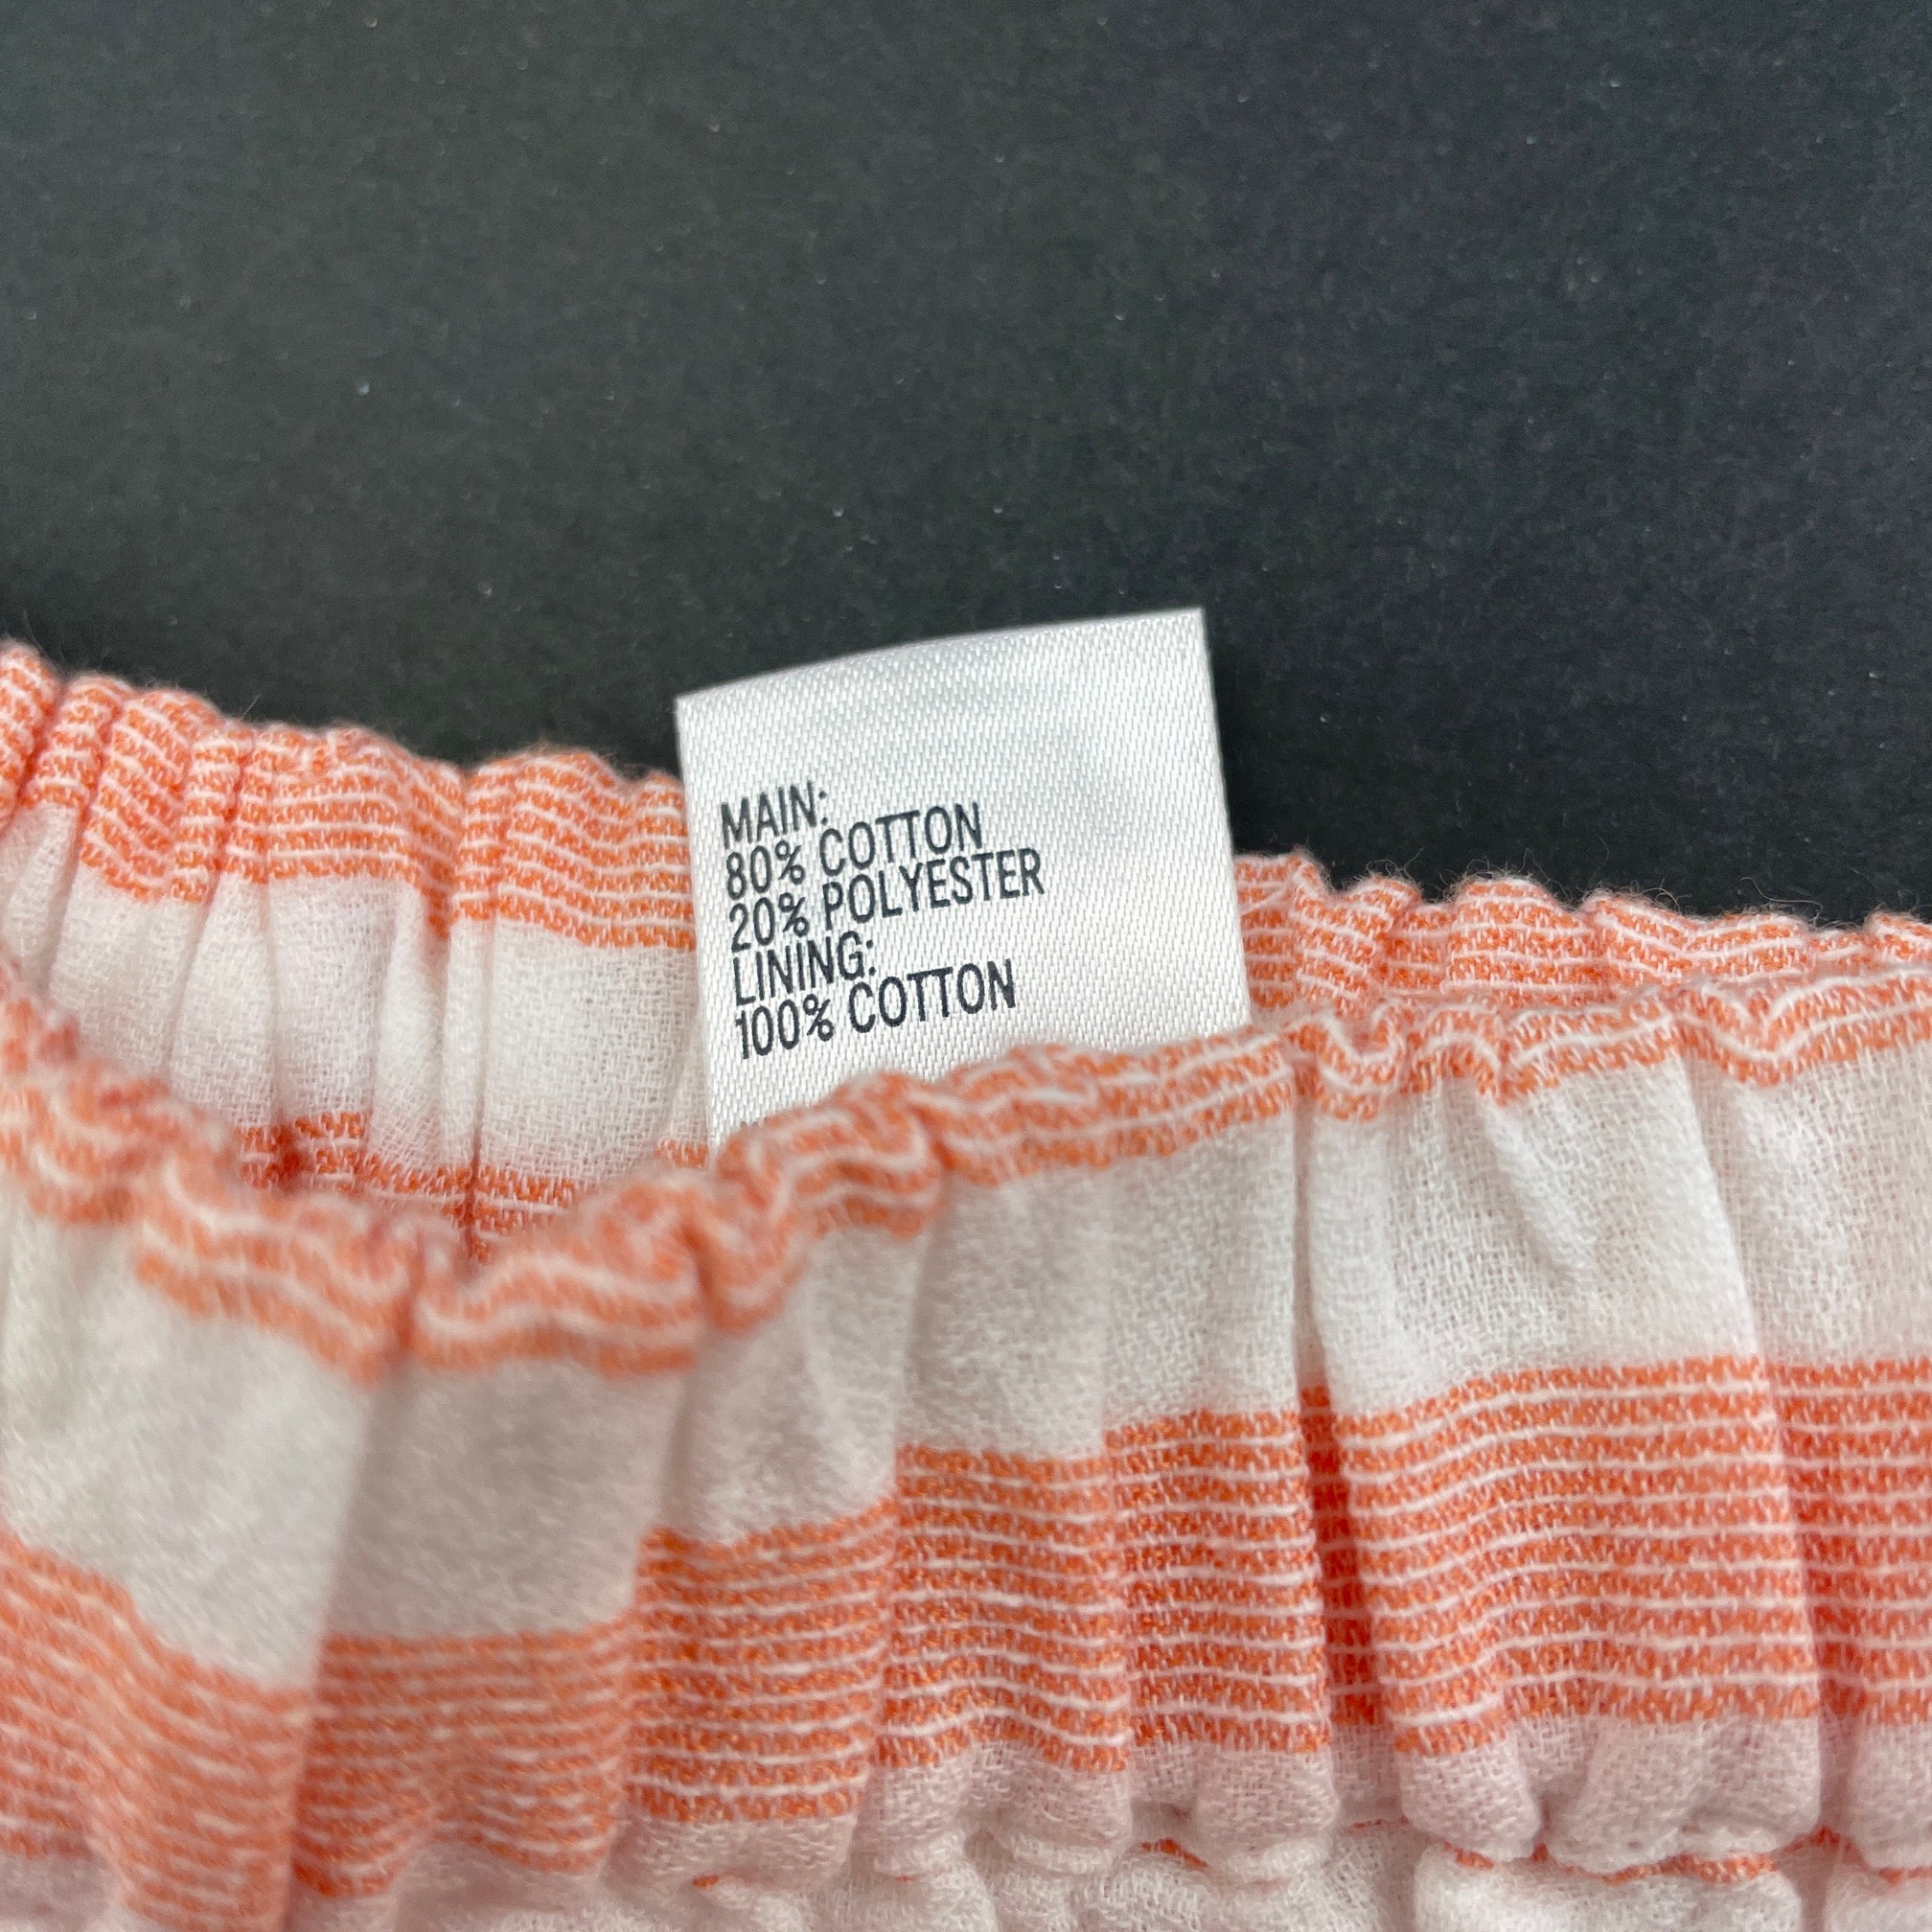 MAIN:
80% COTTON
20% POLYESTER
LINING:
100% COTTON